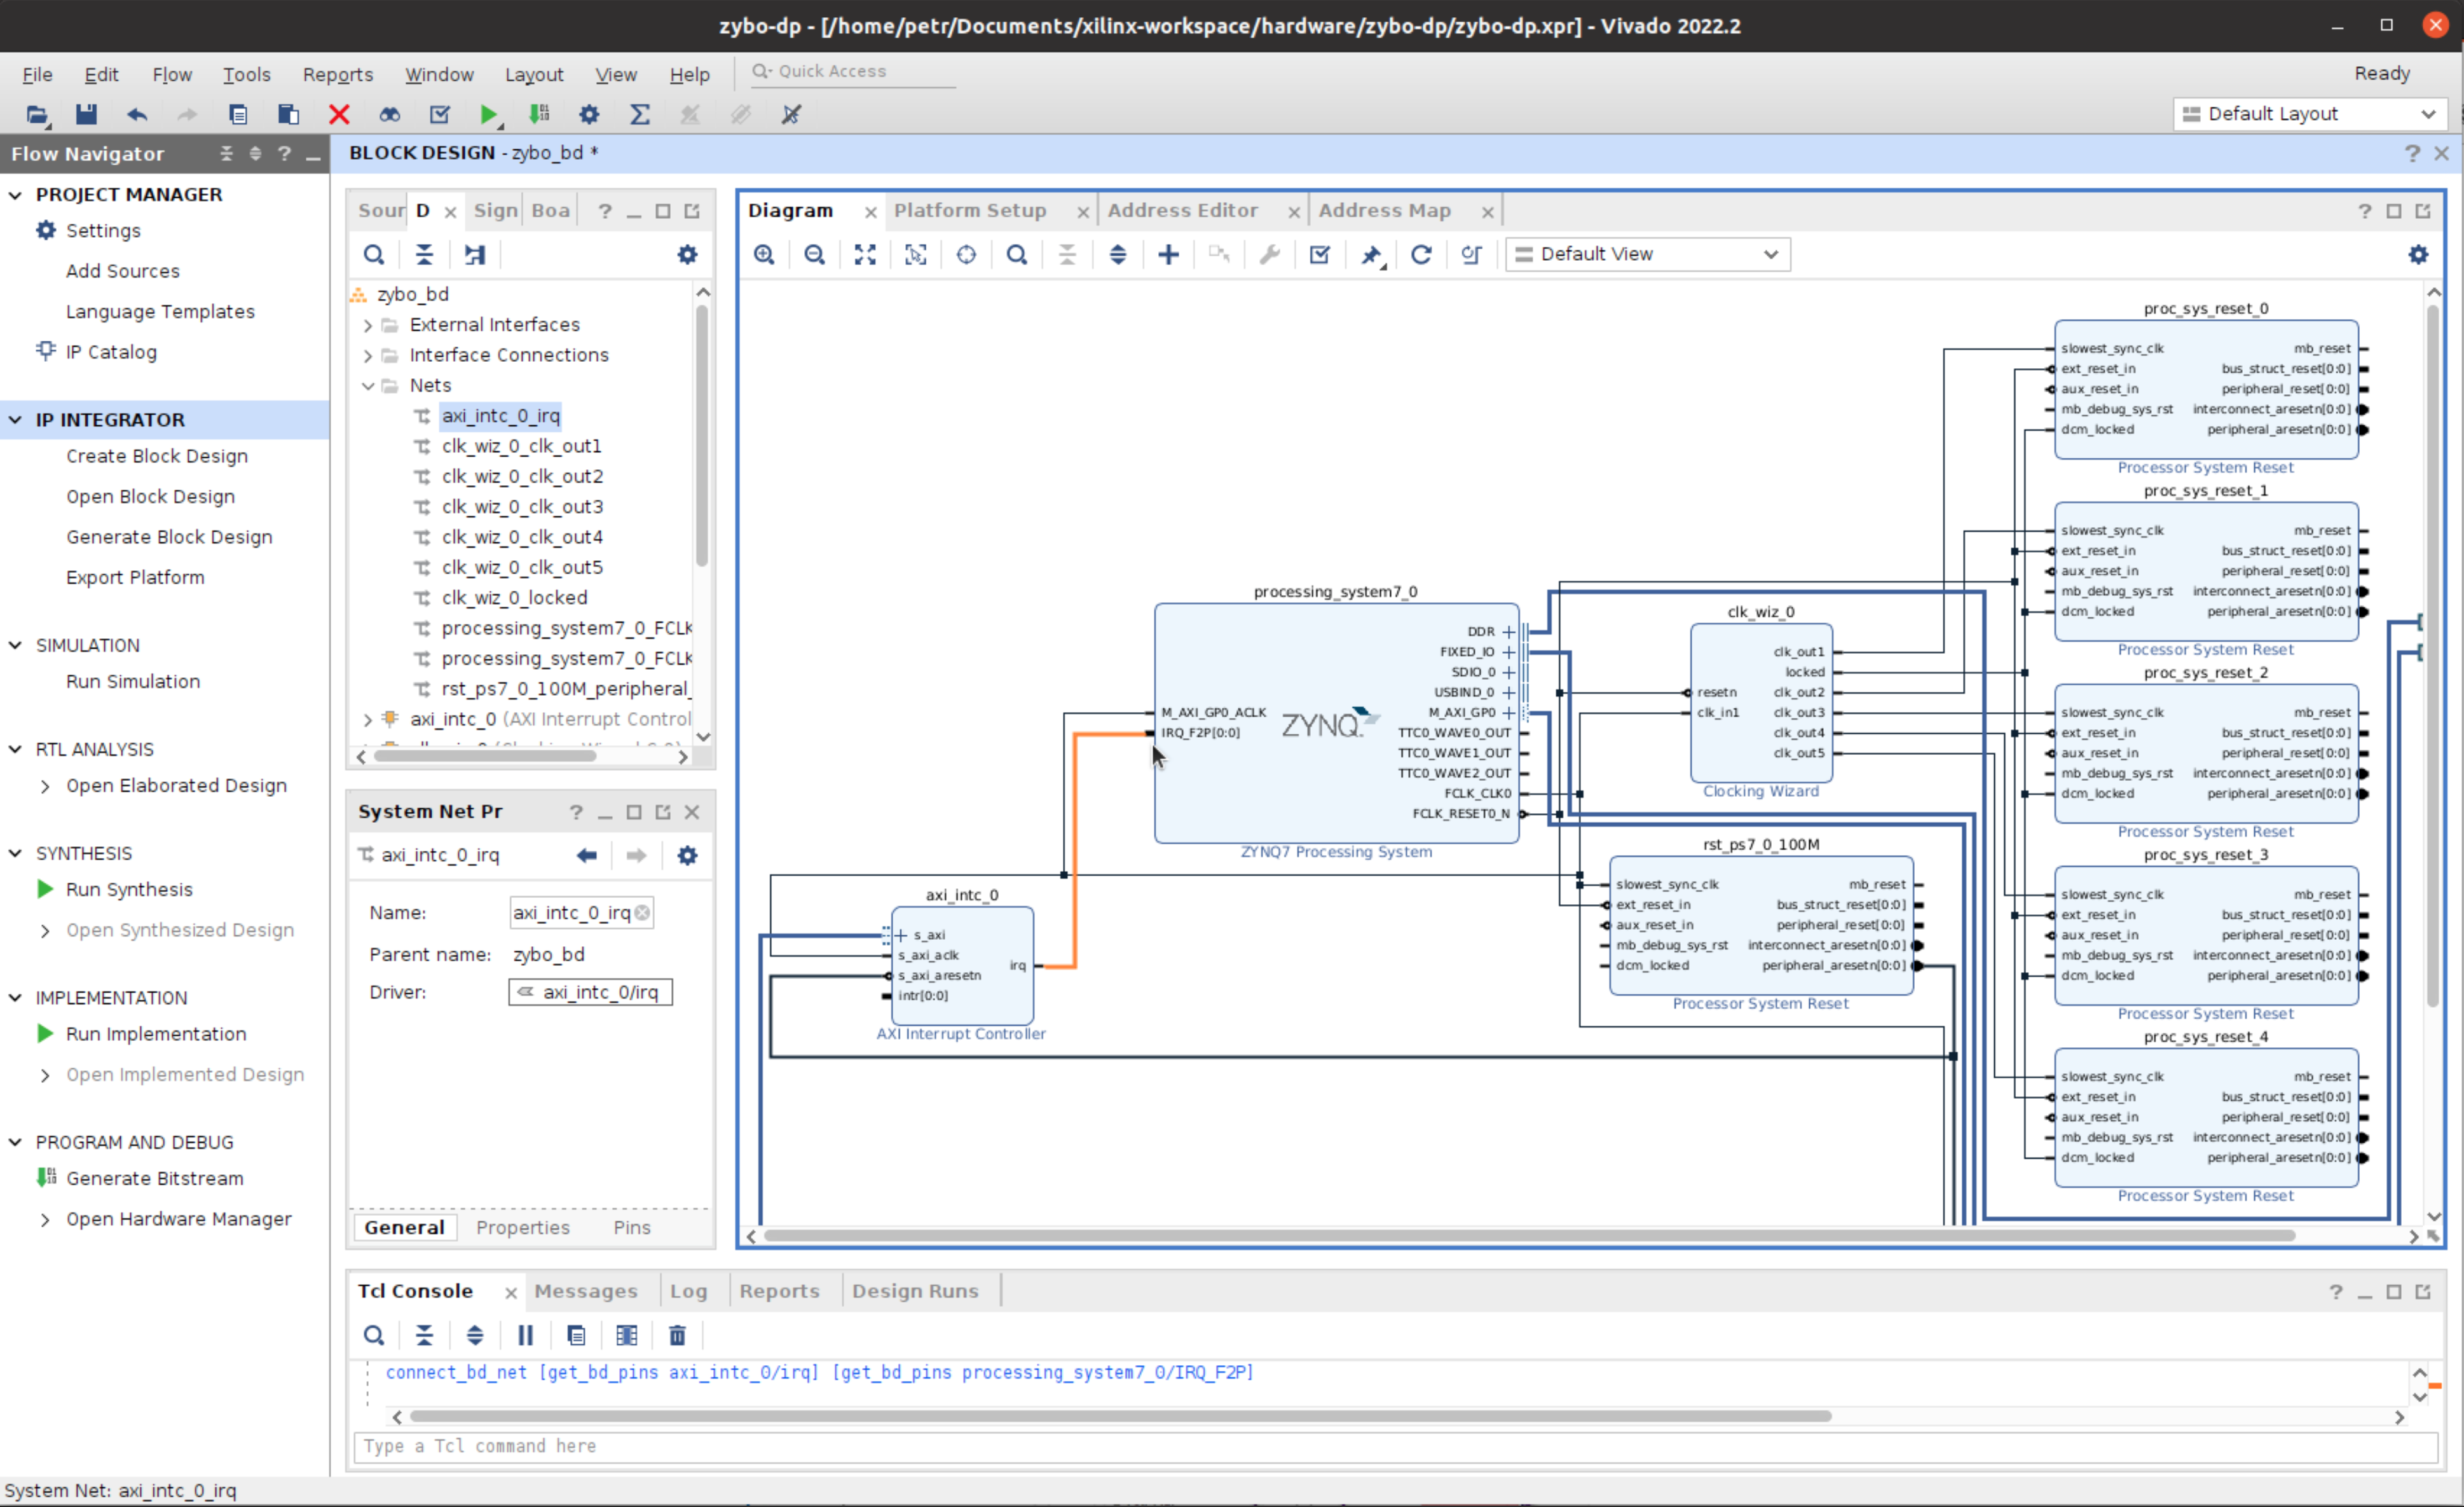 zybo-dp - [/home/petr/Documents/xilinx-workspace/hardware/zybo-dp/zybo-dp.xpr] - Vivado 2022.2
File Edit Flow Tools Reports Window Layout View Help Quick Access Ready
Default Layout
Flow Navigator
PROJECT MANAGER
Settings
Add Sources
Language Templates
IP Catalog
IP INTEGRATOR
Create Block Design
Open Block Design
Generate Block Design
Export Platform
SIMULATION
Run Simulation
RTL ANALYSIS
Open Elaborated Design
SYNTHESIS
Run Synthesis
Open Synthesized Design
IMPLEMENTATION
Run Implementation
Open Implemented Design
PROGRAM AND DEBUG
Generate Bitstream
Open Hardware Manager
BLOCK DESIGN - zybo_bd *
Sour D Sign Boa
zybo_bd
External Interfaces
Interface Connections
Nets
axi_intc_0_irq
clk_wiz_0_clk_out1
clk_wiz_0_clk_out2
clk_wiz_0_clk_out3
clk_wiz_0_clk_out4
clk_wiz_0_clk_out5
clk_wiz_0_locked
processing_system7_0_FCLK
processing_system7_0_FCLK
rst_ps7_0_100M_peripheral_
axi_intc_0 (AXI Interrupt Control
System Net Pr
axi_intc_0_irq
Name: axi_intc_0_irq
Parent name: zybo_bd
Driver: axi_intc_0/irq
General Properties Pins
Diagram Platform Setup Address Editor Address Map
Default View
axi_intc_0
s_axi
s_axi_aclk
s_axi_aresetn
intr[0:0]
irq
AXI Interrupt Controller
processing_system7_0
M_AXI_GP0_ACLK
IRQ_F2P[0:0]
ZYNQ
DDR
FIXED_IO
SDIO_0
USBIND_0
M_AXI_GP0
TTC0_WAVE0_OUT
TTC0_WAVE1_OUT
TTC0_WAVE2_OUT
FCLK_CLK0
FCLK_RESET0_N
ZYNQ7 Processing System
clk_wiz_0
resetn
clk_in1
clk_out1
locked
clk_out2
clk_out3
clk_out4
clk_out5
Clocking Wizard
rst_ps7_0_100M
slowest_sync_clk mb_reset
ext_reset_in bus_struct_reset[0:0]
aux_reset_in peripheral_reset[0:0]
mb_debug_sys_rst interconnect_aresetn[0:0]
dcm_locked peripheral_aresetn[0:0]
Processor System Reset
proc_sys_reset_0
slowest_sync_clk mb_reset
ext_reset_in bus_struct_reset[0:0]
aux_reset_in peripheral_reset[0:0]
mb_debug_sys_rst interconnect_aresetn[0:0]
dcm_locked peripheral_aresetn[0:0]
Processor System Reset
proc_sys_reset_1
slowest_sync_clk mb_reset
ext_reset_in bus_struct_reset[0:0]
aux_reset_in peripheral_reset[0:0]
mb_debug_sys_rst interconnect_aresetn[0:0]
dcm_locked peripheral_aresetn[0:0]
Processor System Reset
proc_sys_reset_2
slowest_sync_clk mb_reset
ext_reset_in bus_struct_reset[0:0]
aux_reset_in peripheral_reset[0:0]
mb_debug_sys_rst interconnect_aresetn[0:0]
dcm_locked peripheral_aresetn[0:0]
Processor System Reset
proc_sys_reset_3
slowest_sync_clk mb_reset
ext_reset_in bus_struct_reset[0:0]
aux_reset_in peripheral_reset[0:0]
mb_debug_sys_rst interconnect_aresetn[0:0]
dcm_locked peripheral_aresetn[0:0]
Processor System Reset
proc_sys_reset_4
slowest_sync_clk mb_reset
ext_reset_in bus_struct_reset[0:0]
aux_reset_in peripheral_reset[0:0]
mb_debug_sys_rst interconnect_aresetn[0:0]
dcm_locked peripheral_aresetn[0:0]
Processor System Reset
Tcl Console Messages Log Reports Design Runs
connect_bd_net [get_bd_pins axi_intc_0/irq] [get_bd_pins processing_system7_0/IRQ_F2P]
Type a Tcl command here
System Net: axi_intc_0_irq